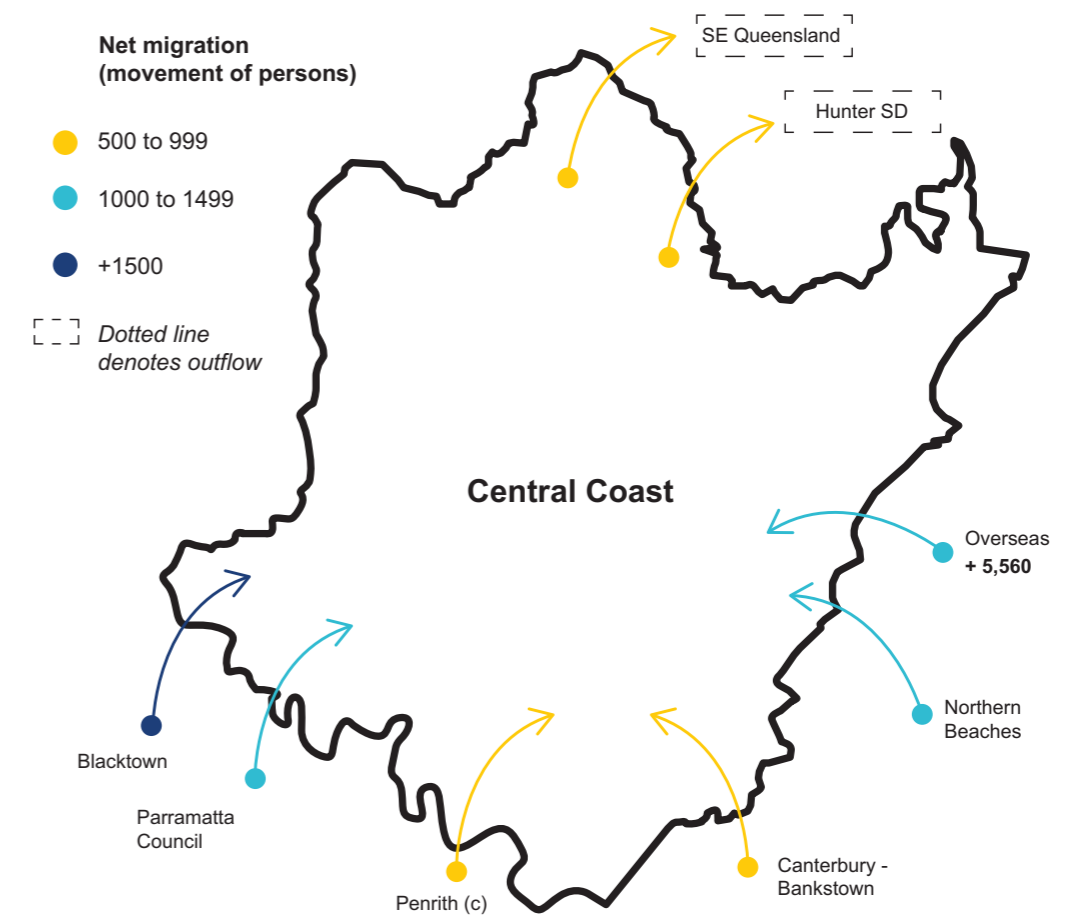 Net migration
(movement of persons)
500 to 999
1000 to 1499
+1500
Dotted line
denotes outflow
SE Queensland
Hunter SD
Central Coast
Overseas
+ 5,560
Northern
Beaches
Blacktown
Parramatta
Council
Penrith (c)
Canterbury -
Bankstown